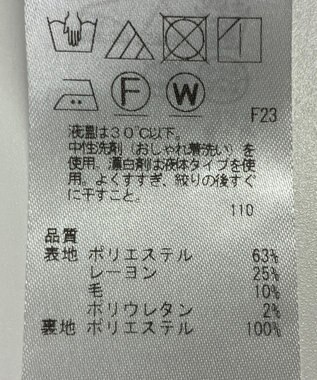 F W
F23
液温は30℃以下。
中性洗剤(おしゃれ着洗い)を
使用。漂白剤は液体タイプを使
用。よくすすぎ、絞りの後すぐ
に干すこと。
110
品質
表地 ポリエステル 63%
レーヨン 25%
毛 10%
ポリウレタン 2%
裏地 ポリエステル 100%